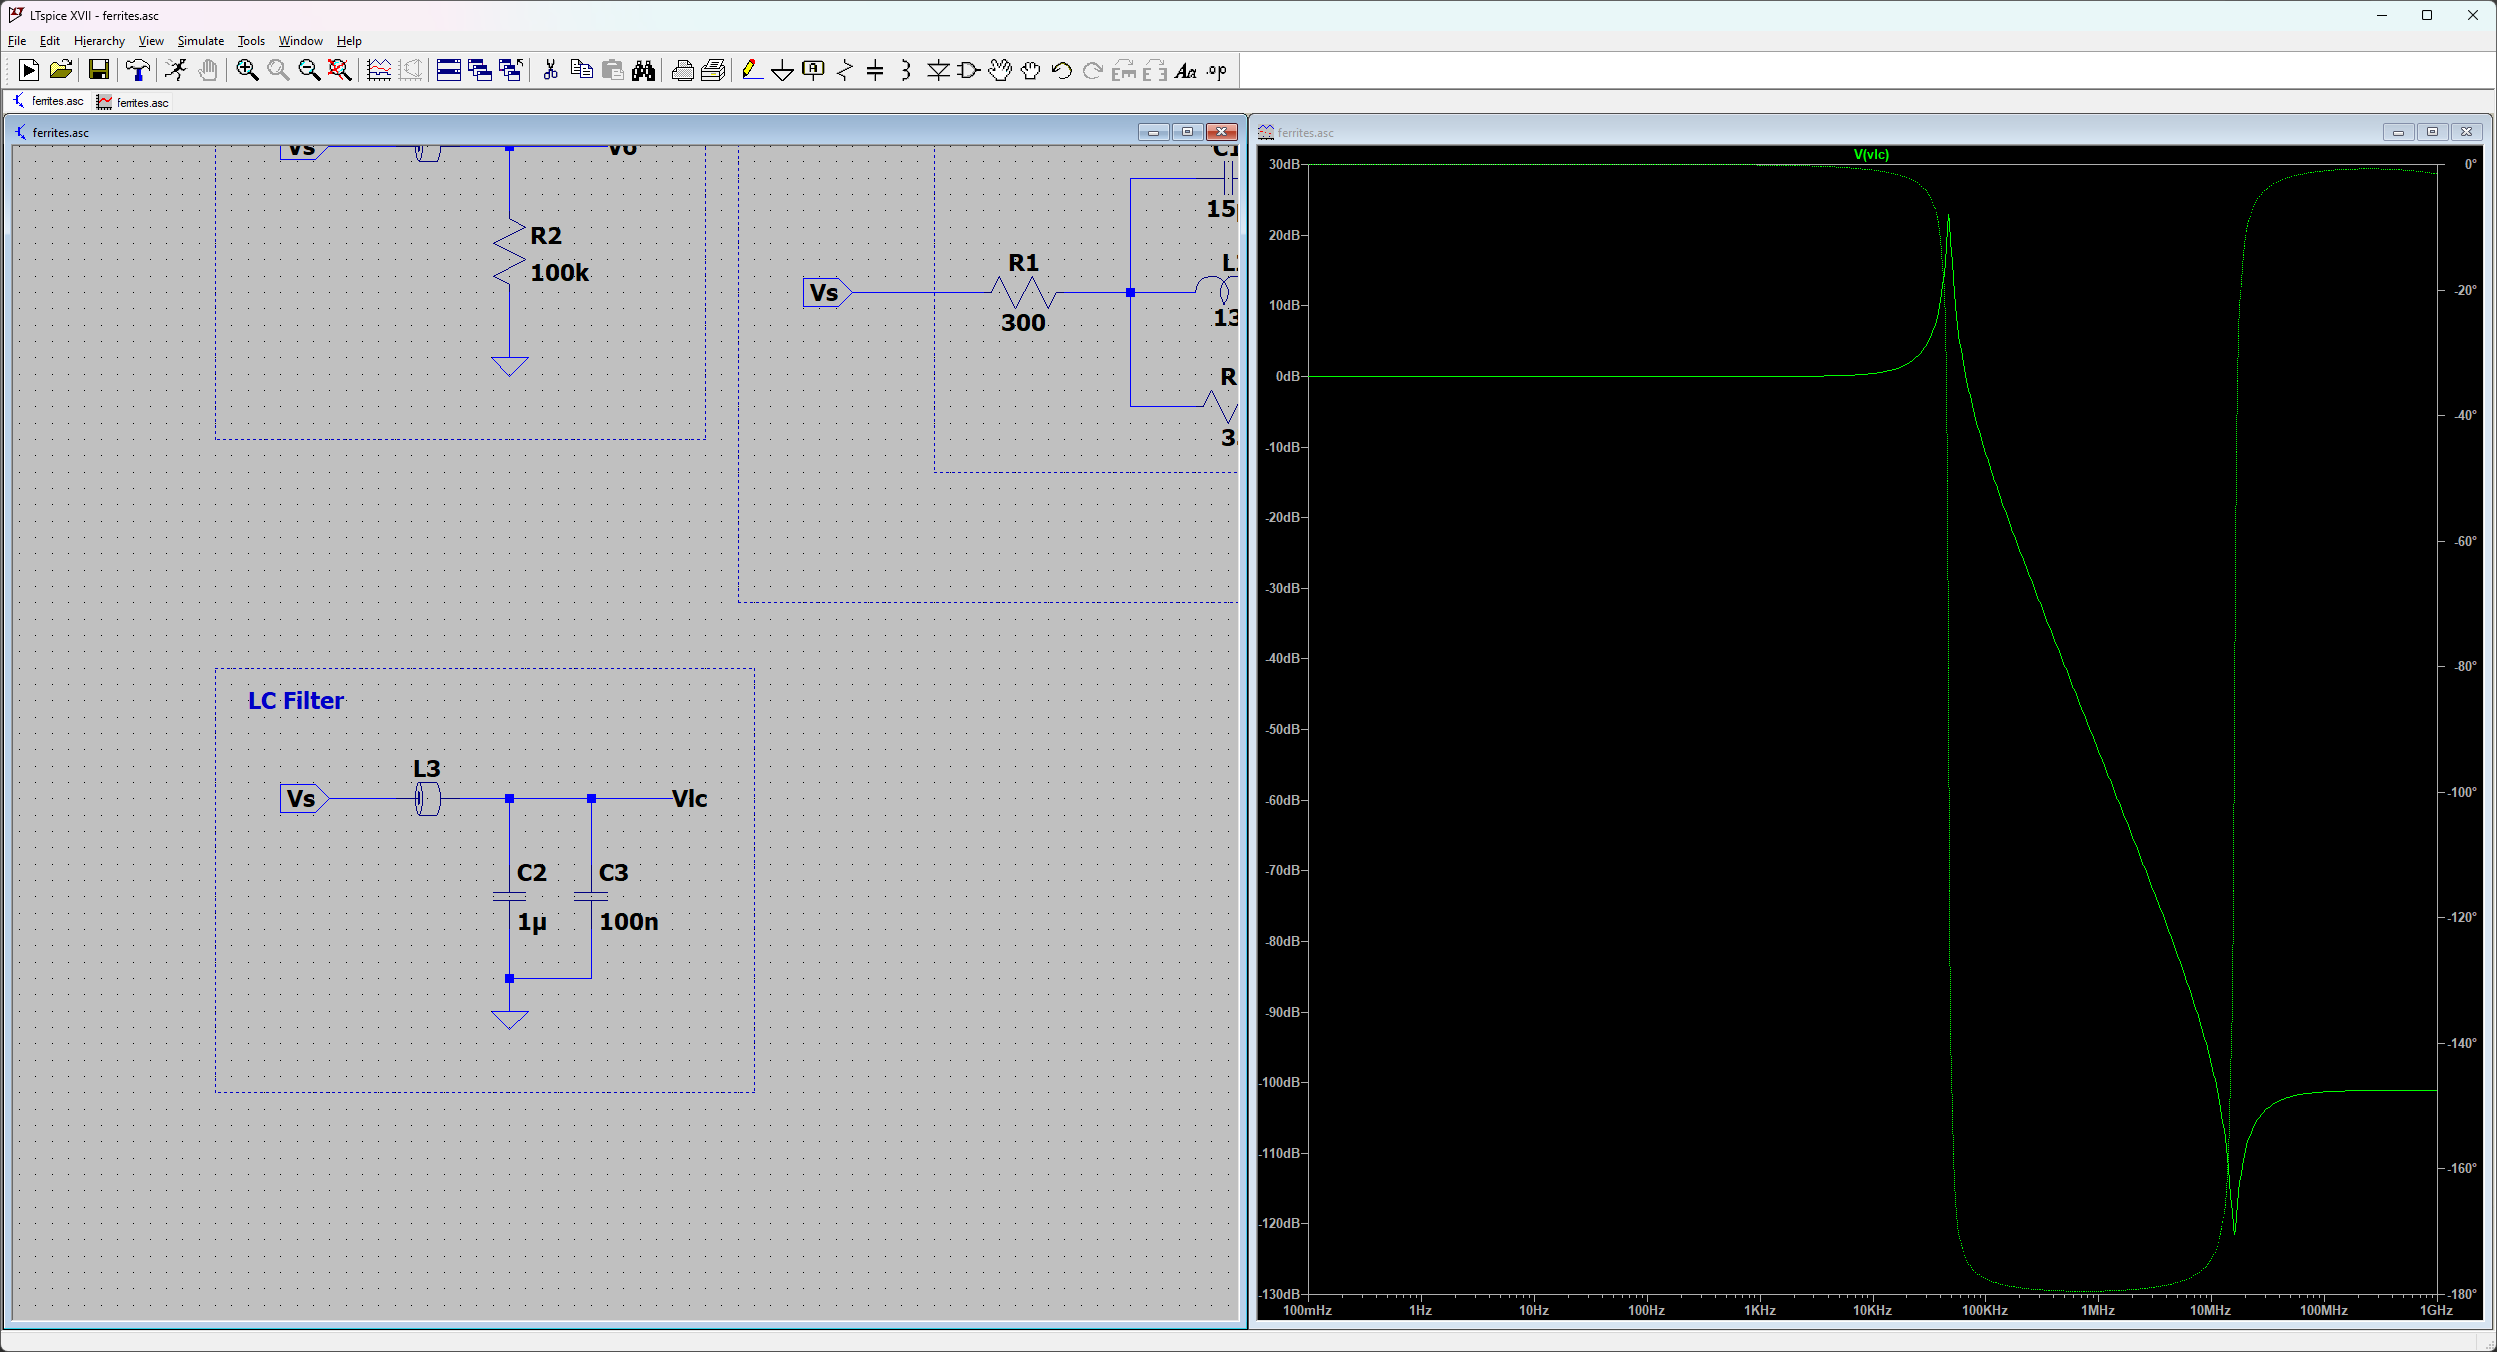 LTspice XVII - ferrites.asc
File Edit Hierarchy View Simulate Tools Window Help
ferrites.asc ferrites.asc
ferrites.asc
Vs Vo
R2
100k
C1
15
Vs
R1
300
13
R
3.
LC Filter
Vs
L3
Vlc
C2
1µ
C3
100n
ferrites.asc
V(vlc)
30dB
20dB
10dB
0dB
-10dB
-20dB
-30dB
-40dB
-50dB
-60dB
-70dB
-80dB
-90dB
-100dB
-110dB
-120dB
-130dB
0°
-20°
-40°
-60°
-80°
-100°
-120°
-140°
-160°
-180°
100mHz 1Hz 10Hz 100Hz 1KHz 10KHz 100KHz 1MHz 10MHz 100MHz 1GHz